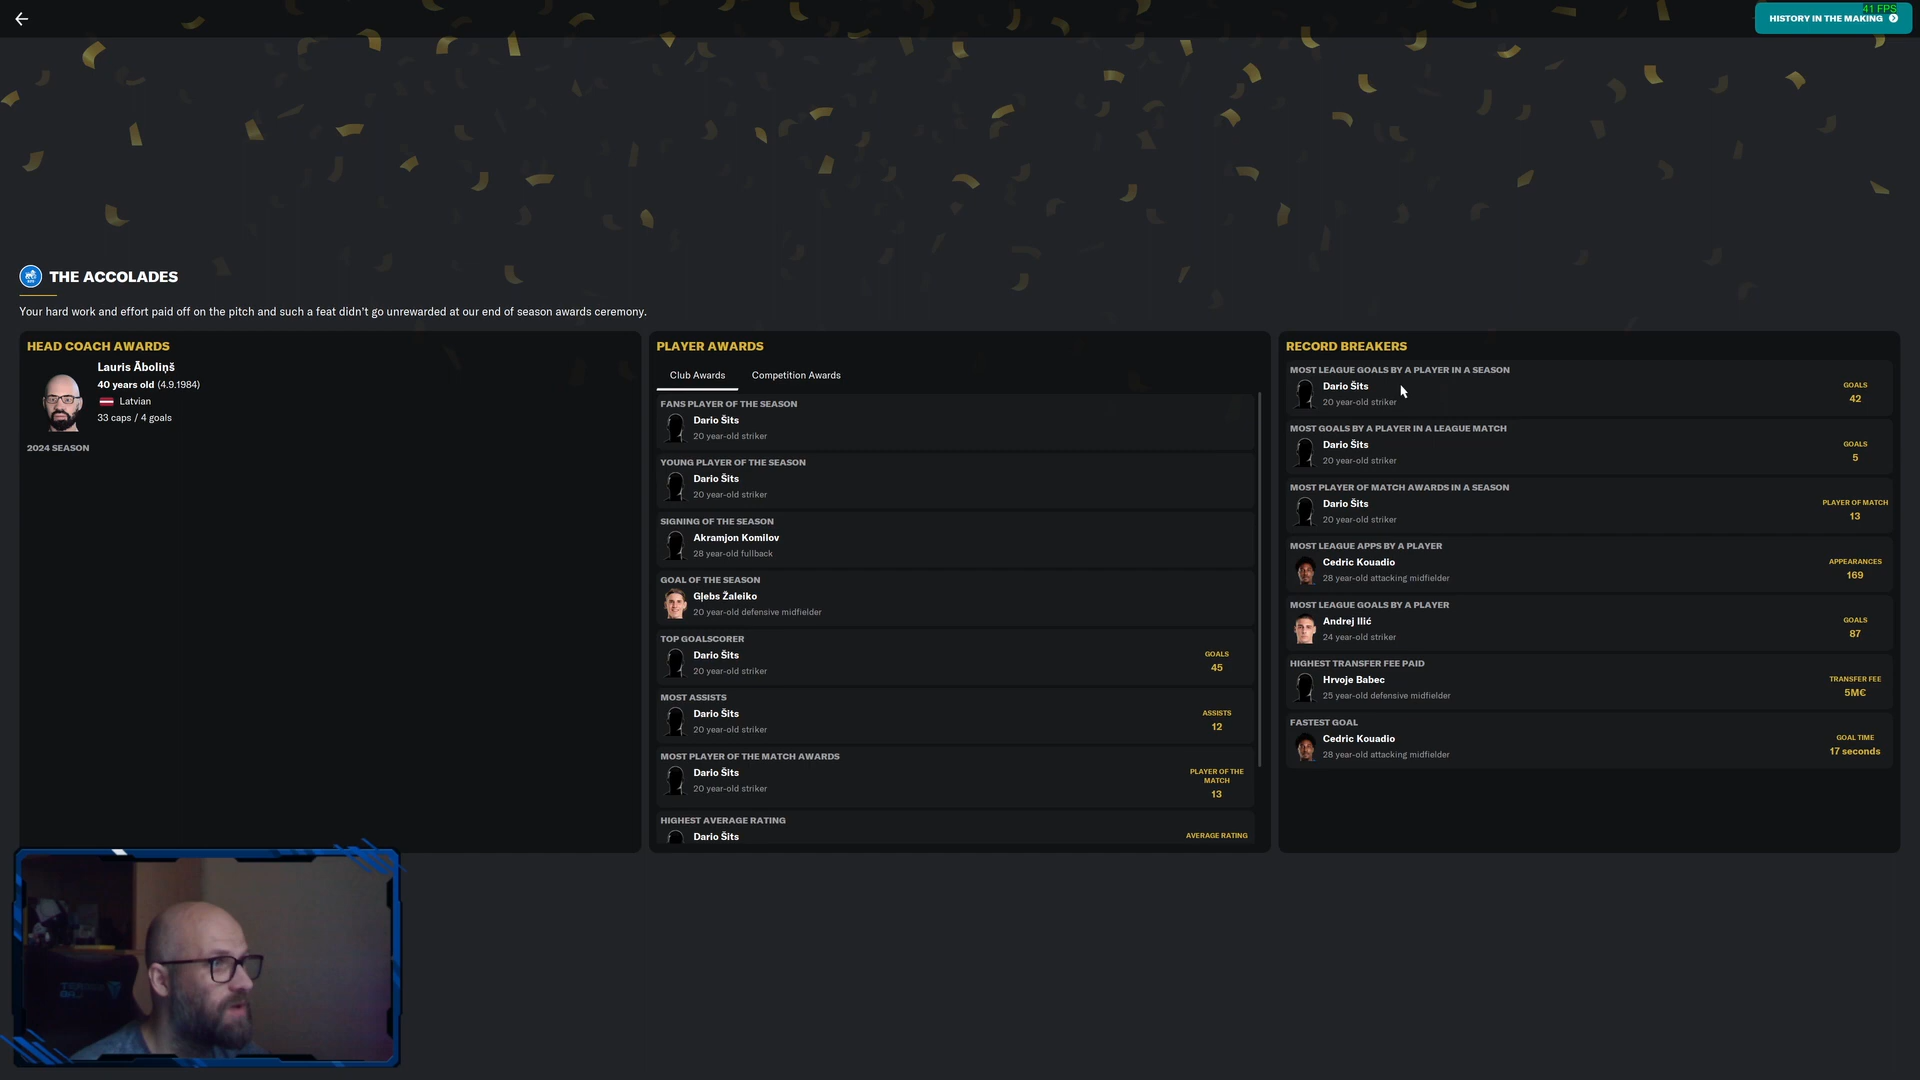 41 FPS
HISTORY IN THE MAKING
THE ACCOLADES
Your hard work and effort paid off on the pitch and such a feat didn't go unrewarded at our end of season awards ceremony.
HEAD COACH AWARDS
Lauris Āboliņš
40 years old (4.9.1984)
Latvian
33 caps / 4 goals
2024 SEASON
PLAYER AWARDS
Club Awards
Competition Awards
FANS PLAYER OF THE SEASON
Dario Šits
20 year-old striker
YOUNG PLAYER OF THE SEASON
Dario Šits
20 year-old striker
SIGNING OF THE SEASON
Akramjon Komilov
28 year-old fullback
GOAL OF THE SEASON
Gļebs Žaleiko
20 year-old defensive midfielder
TOP GOALSCORER
Dario Šits
20 year-old striker
GOALS
45
MOST ASSISTS
Dario Šits
20 year-old striker
ASSISTS
12
MOST PLAYER OF THE MATCH AWARDS
Dario Šits
20 year-old striker
PLAYER OF THE
MATCH
13
HIGHEST AVERAGE RATING
Dario Šits
AVERAGE RATING
RECORD BREAKERS
MOST LEAGUE GOALS BY A PLAYER IN A SEASON
Dario Šits
20 year-old striker
GOALS
42
MOST GOALS BY A PLAYER IN A LEAGUE MATCH
Dario Šits
20 year-old striker
GOALS
5
MOST PLAYER OF MATCH AWARDS IN A SEASON
Dario Šits
20 year-old striker
PLAYER OF MATCH
13
MOST LEAGUE APPS BY A PLAYER
Cedric Kouadio
28 year-old attacking midfielder
APPEARANCES
169
MOST LEAGUE GOALS BY A PLAYER
Andrej Ilić
24 year-old striker
GOALS
87
HIGHEST TRANSFER FEE PAID
Hrvoje Babec
25 year-old defensive midfielder
TRANSFER FEE
5M€
FASTEST GOAL
Cedric Kouadio
28 year-old attacking midfielder
GOAL TIME
17 seconds